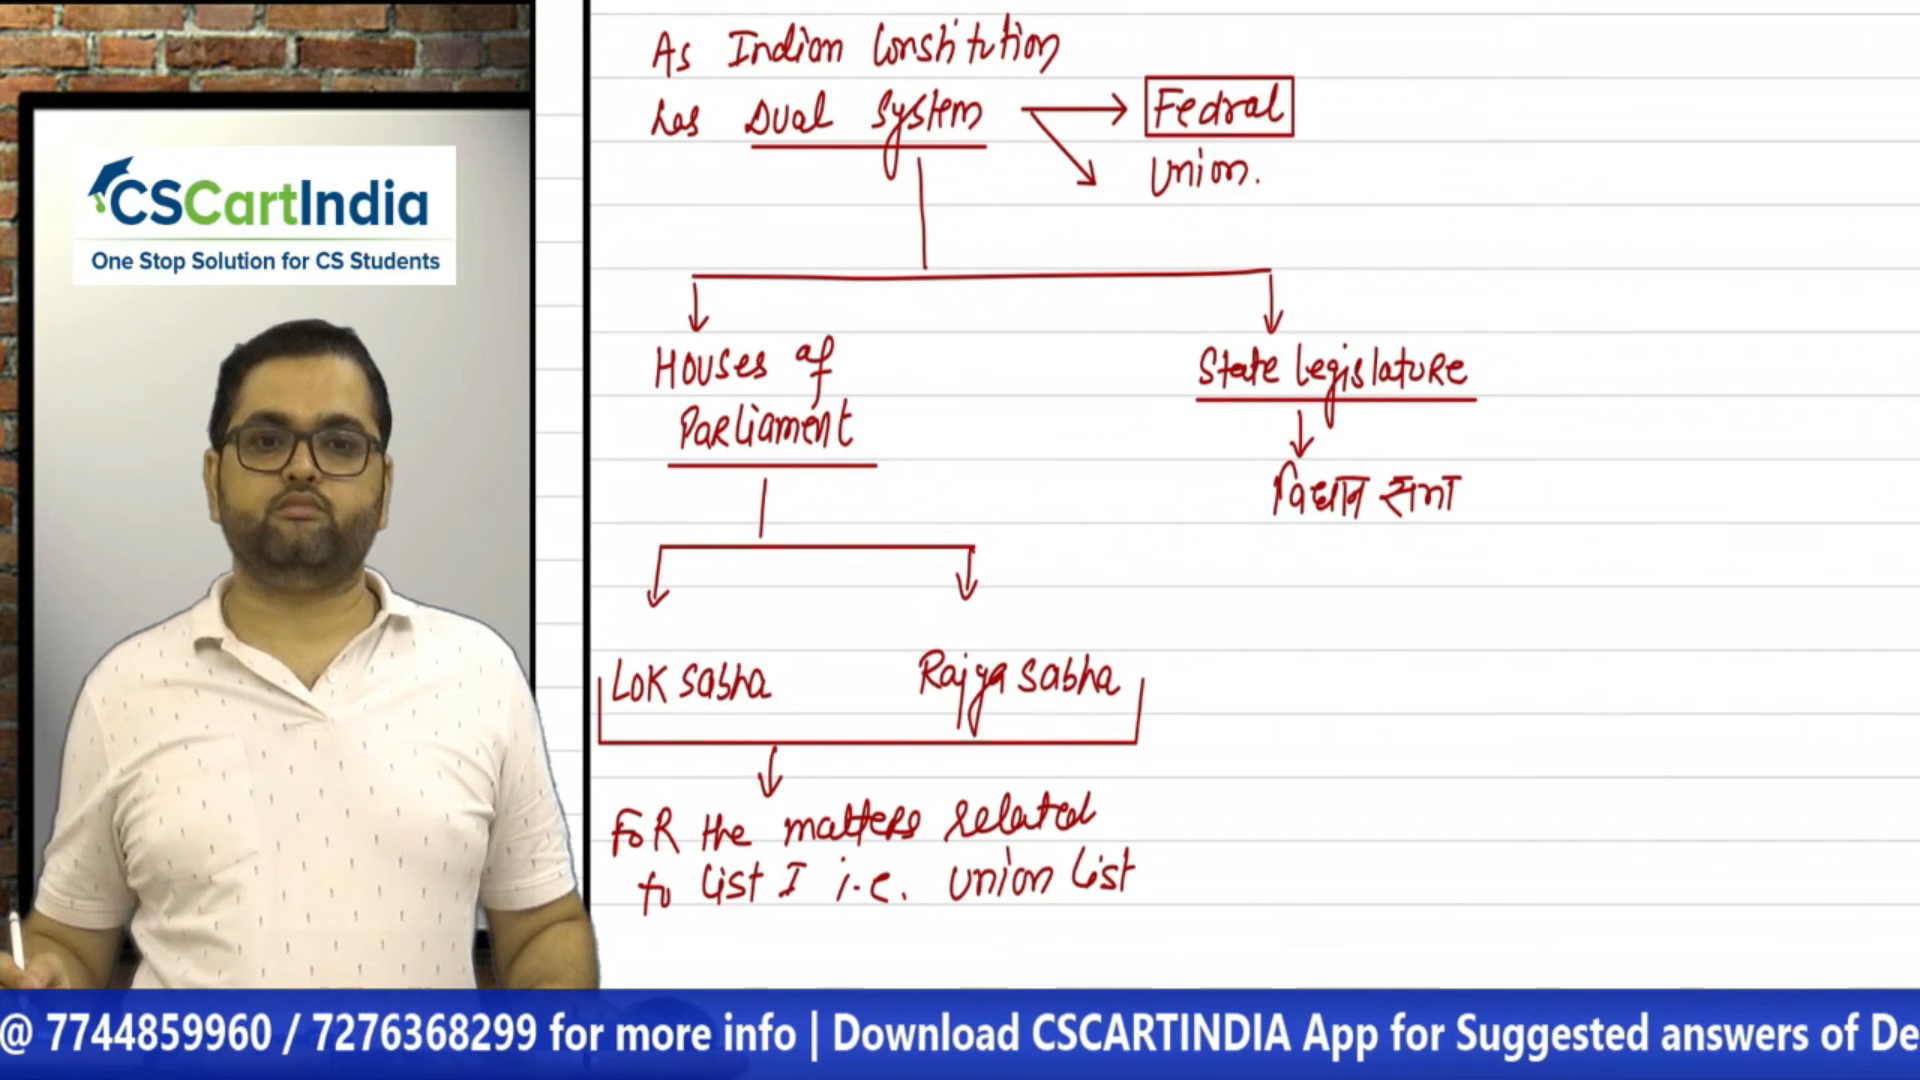 CSCartIndia
One Stop Solution for CS Students
As Indian Constitution
has Dual System
Fedral
Union.
Houses of
Parliament
State Legislature
विधान सभा
Lok Sabha
Rajya Sabha
For the matters related
to List I i.e. Union List
@ 7744859960 / 7276368299 for more info | Download CSCARTINDIA App for Suggested answers of De